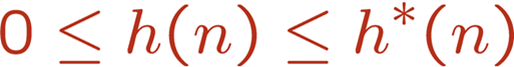 0 ≤ h(n) ≤ h*(n)